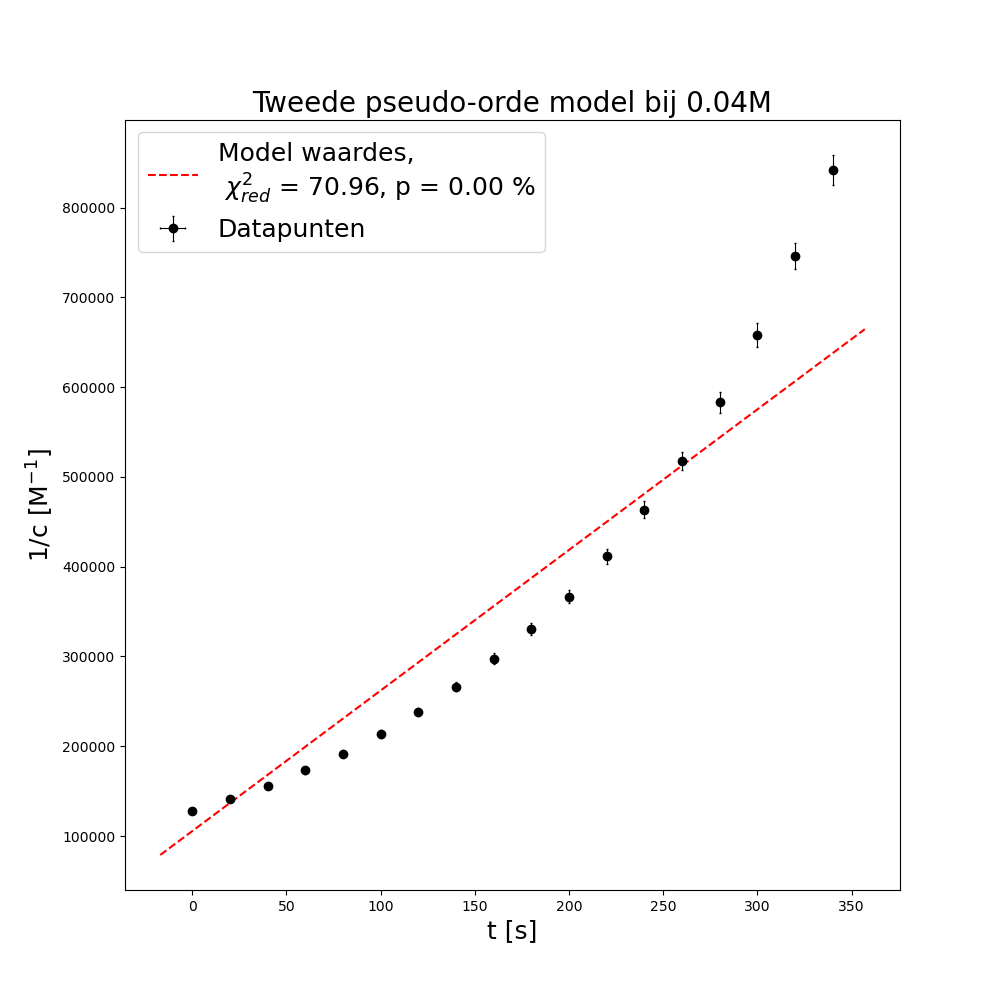 Tweede pseudo-orde model bij 0.04M
Model waardes,
χ²_red = 70.96, p = 0.00 %
Datapunten
800000
700000
600000
500000
400000
300000
200000
100000
1/c [M⁻¹]
0 50 100 150 200 250 300 350
t [s]